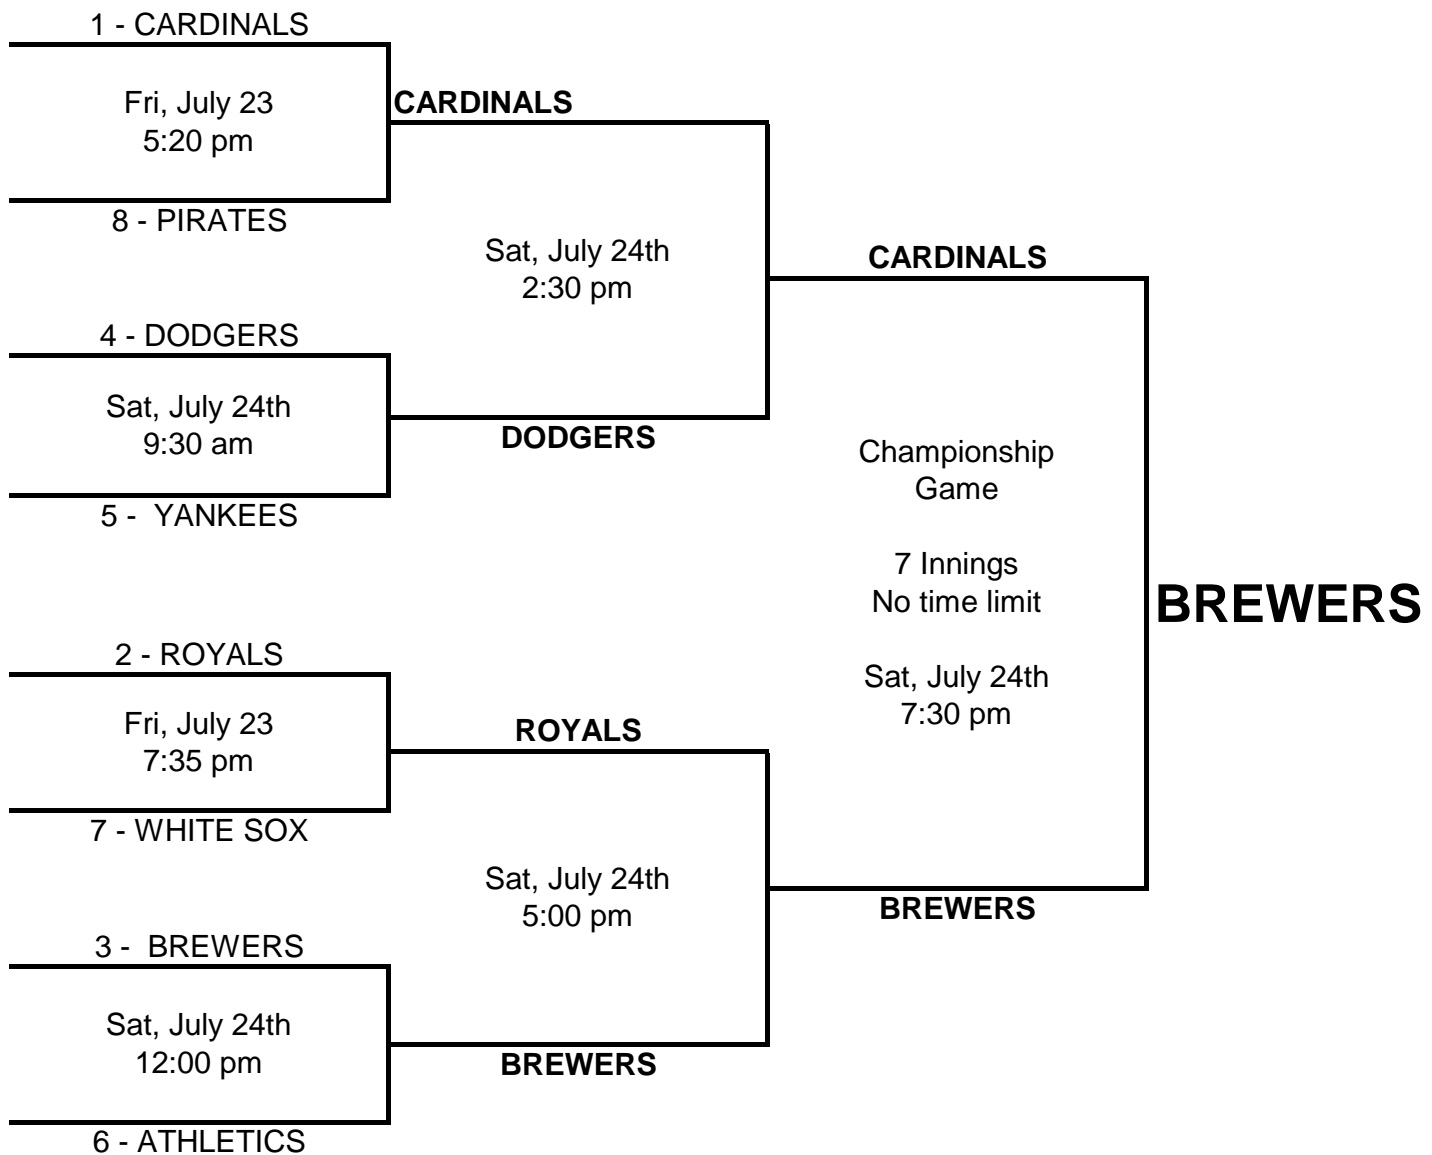 1 - CARDINALS
Fri, July 23
5:20 pm
8 - PIRATES
CARDINALS
Sat, July 24th
2:30 pm
4 - DODGERS
Sat, July 24th
9:30 am
5 -  YANKEES
DODGERS
CARDINALS
Championship
Game
7 Innings
No time limit
Sat, July 24th
7:30 pm
BREWERS
2 - ROYALS
Fri, July 23
7:35 pm
7 - WHITE SOX
ROYALS
Sat, July 24th
5:00 pm
BREWERS
3 -  BREWERS
Sat, July 24th
12:00 pm
6 - ATHLETICS
BREWERS